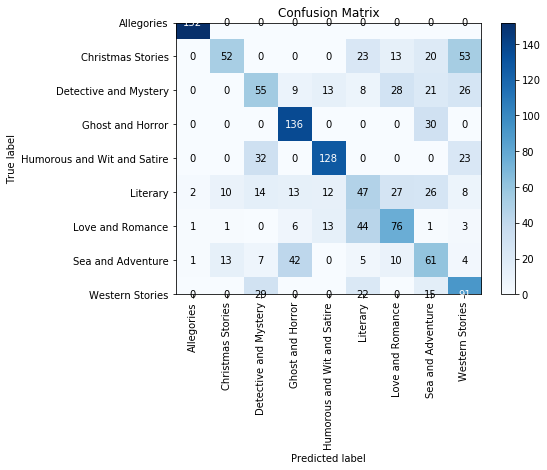 Confusion Matrix
Allegories 152 0 0 0 0 0 0 0 0
Christmas Stories 0 52 0 0 0 23 13 20 53
Detective and Mystery 0 0 55 9 13 8 28 21 26
Ghost and Horror 0 0 0 136 0 0 0 30 0
Humorous and Wit and Satire 0 0 32 0 128 0 0 0 23
Literary 2 10 14 13 12 47 27 26 8
Love and Romance 1 1 0 6 13 44 76 1 3
Sea and Adventure 1 13 7 42 0 5 10 61 4
Western Stories 0 0 29 0 0 22 0 15 91
True label
Allegories
Christmas Stories
Detective and Mystery
Ghost and Horror
Humorous and Wit and Satire
Literary
Love and Romance
Sea and Adventure
Western Stories
Predicted label
140
120
100
80
60
40
20
0